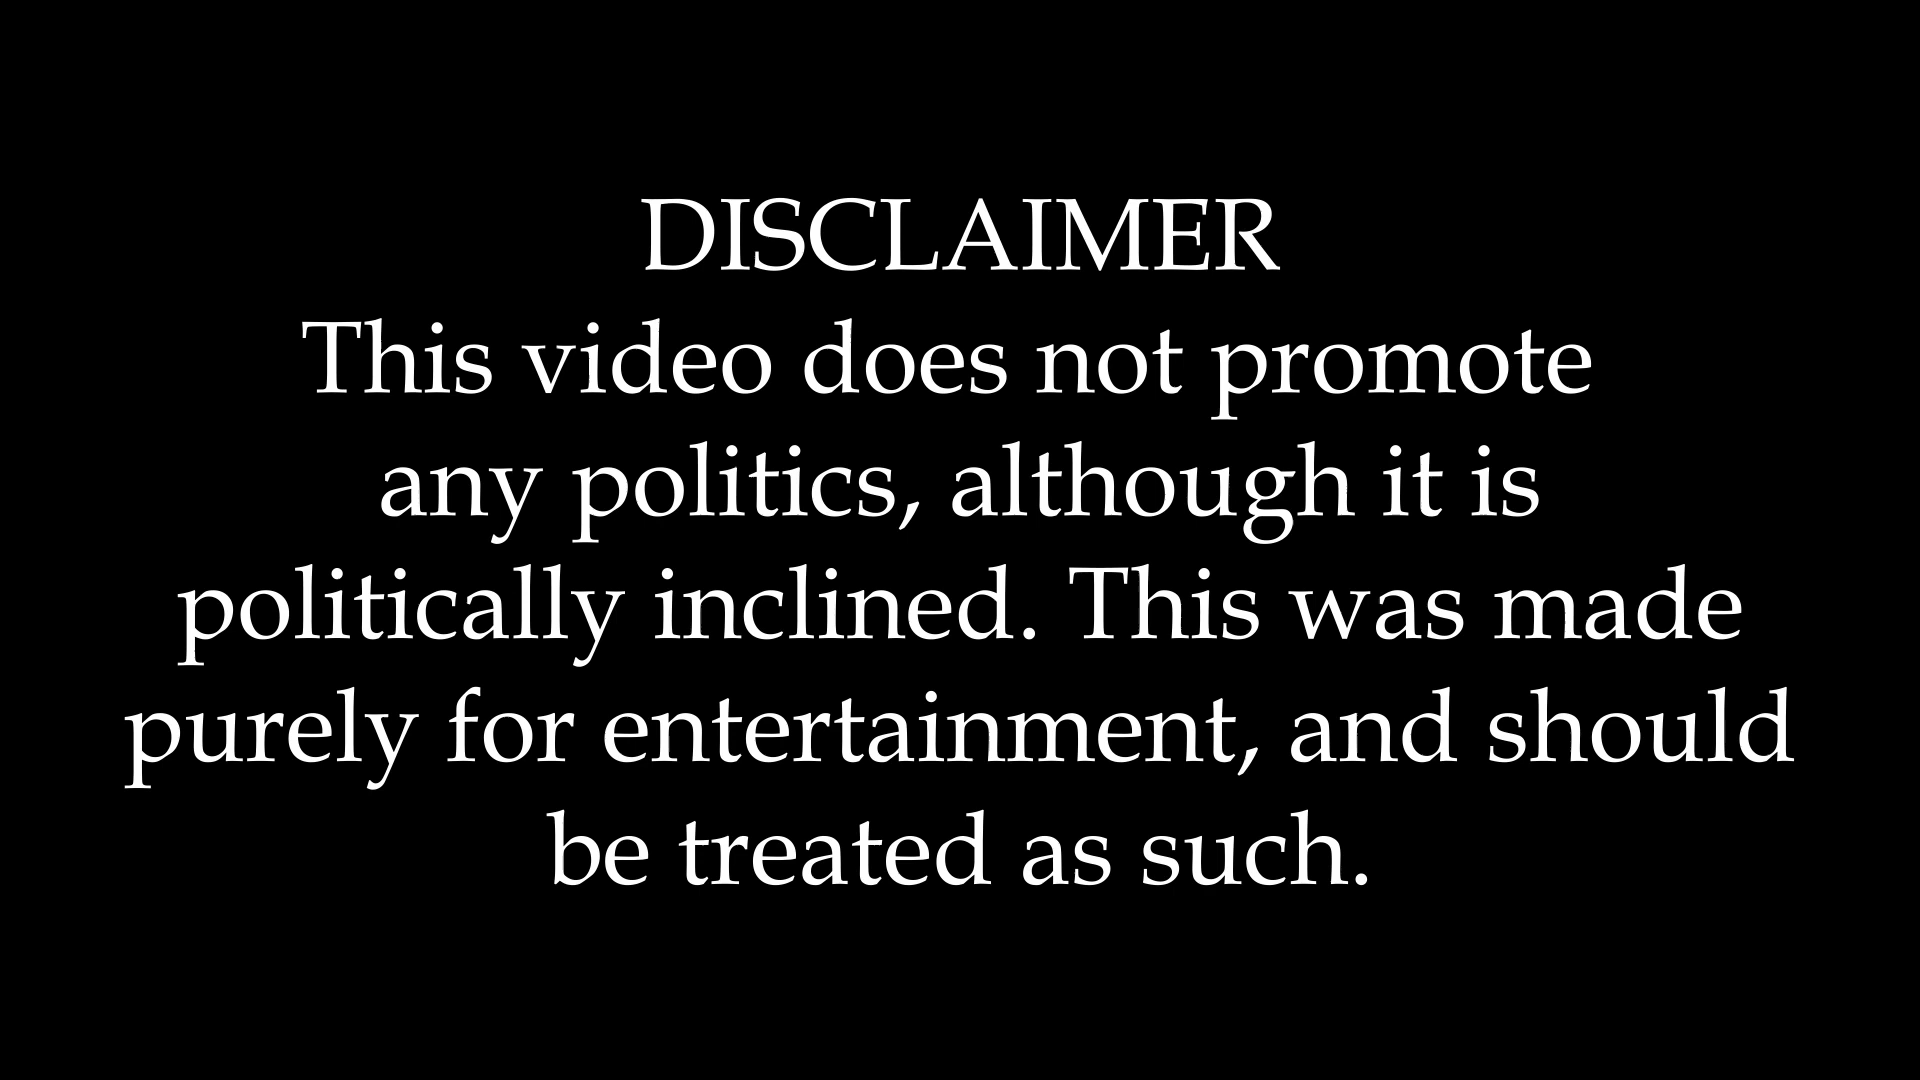 DISCLAIMER
This video does not promote
any politics, although it is
politically inclined. This was made
purely for entertainment, and should
be treated as such.